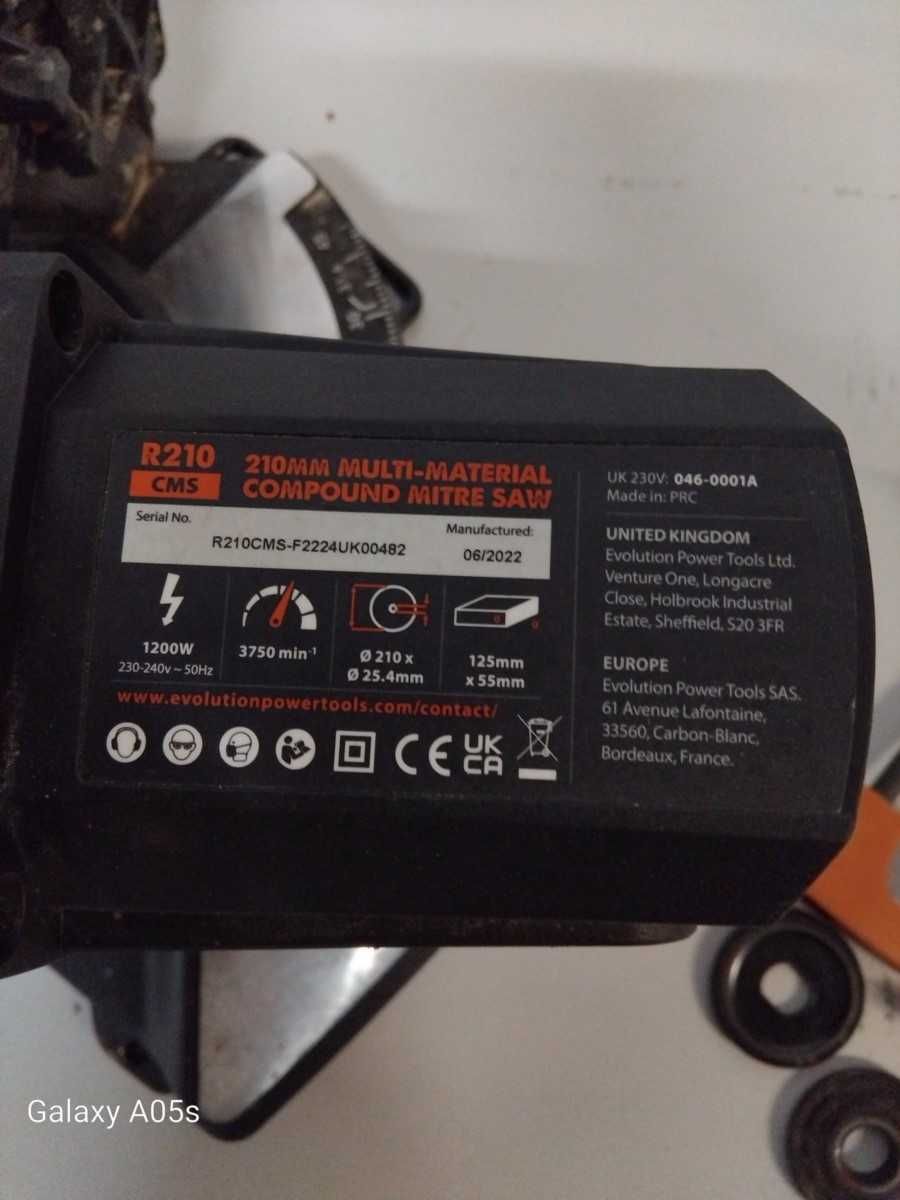 R210
CMS
210MM MULTI-MATERIAL
COMPOUND MITRE SAW
Serial No.
R210CMS-F2224UK00482
Manufactured:
06/2022
1200W
230-240v ~ 50Hz
3750 min⁻¹
Ø 210 x
Ø 25.4mm
125mm
x 55mm
www.evolutionpowertools.com/contact/
CE
UK
CA
UK 230V: 046-0001A
Made in: PRC
UNITED KINGDOM
Evolution Power Tools Ltd.
Venture One, Longacre
Close, Holbrook Industrial
Estate, Sheffield, S20 3FR
EUROPE
Evolution Power Tools SAS.
61 Avenue Lafontaine,
33560, Carbon-Blanc,
Bordeaux, France.
Galaxy A05s